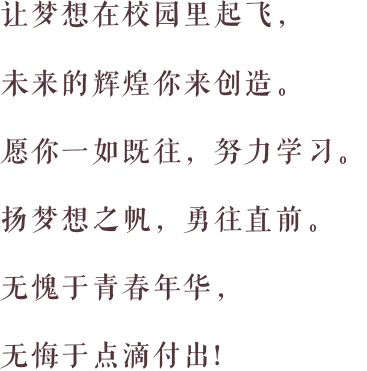 让梦想在校园里起飞，
未来的辉煌你来创造。
愿你一如既往，努力学习。
扬梦想之帆，勇往直前。
无愧于青春年华，
无悔于点滴付出!